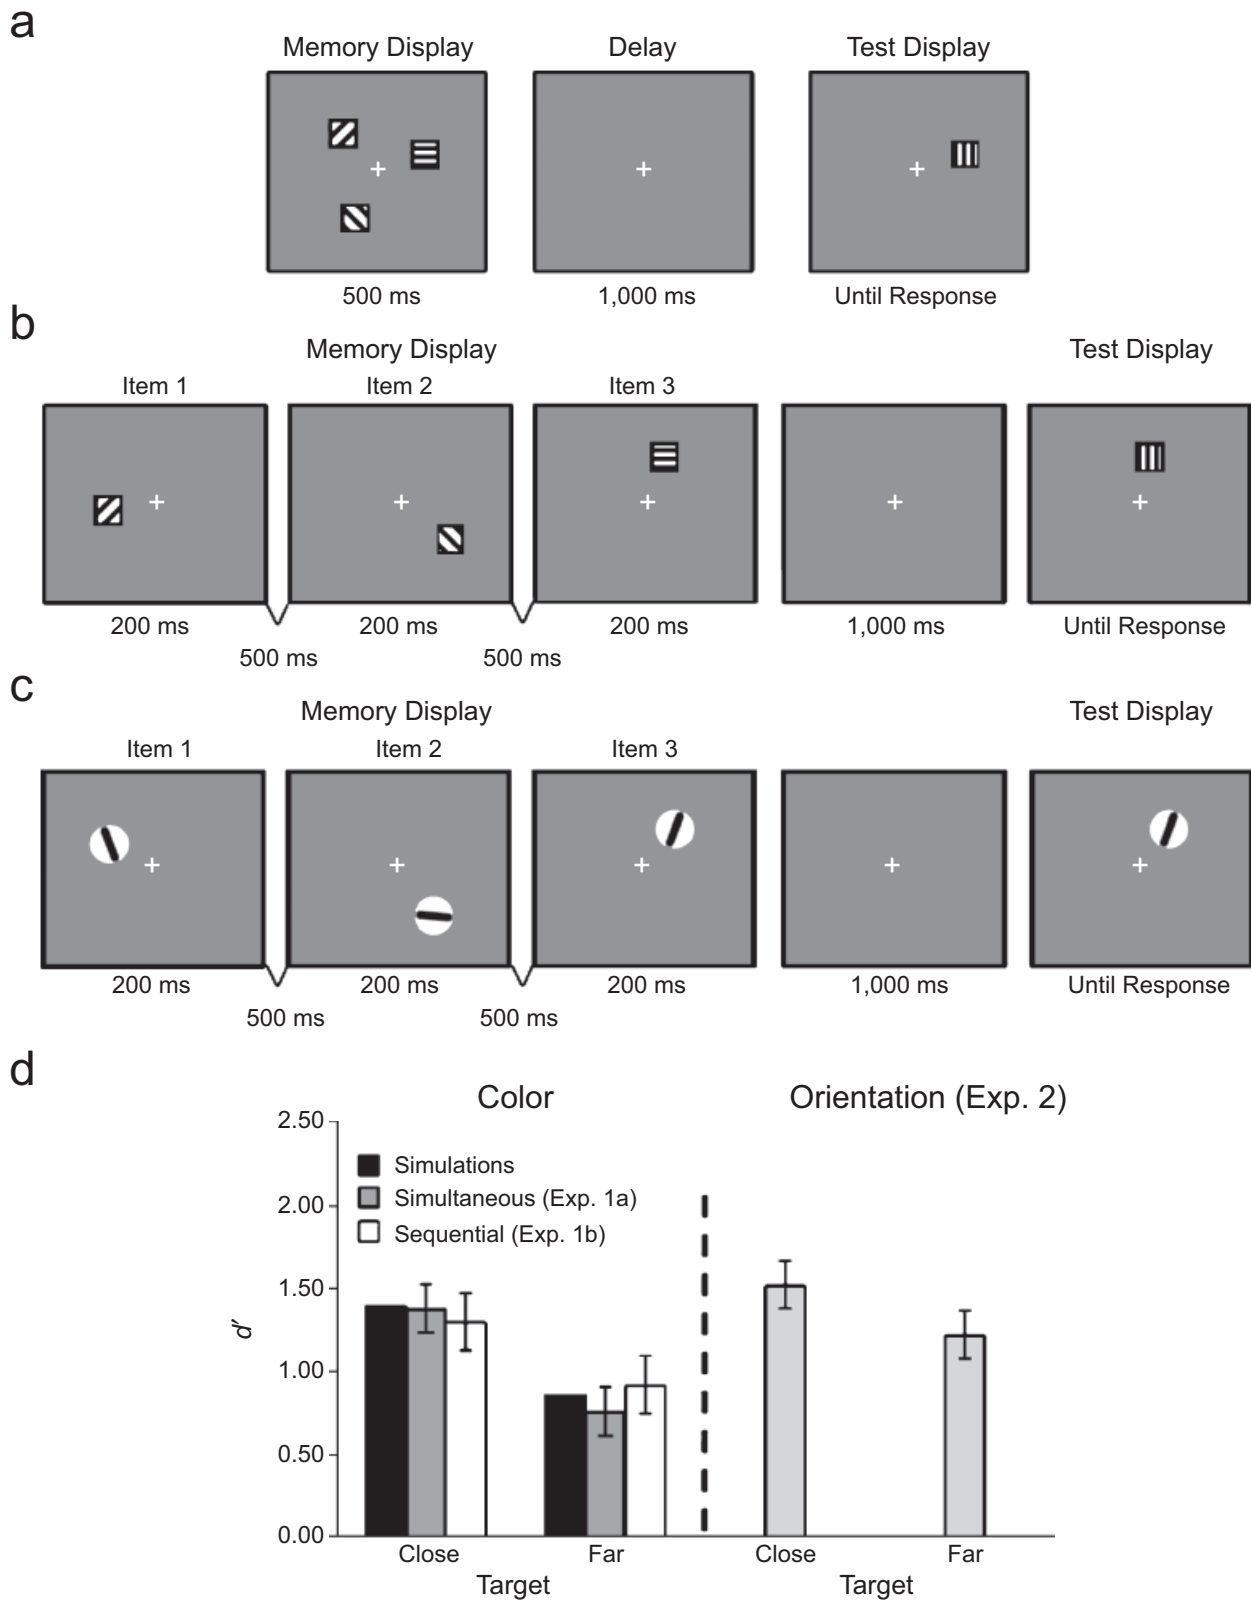 a
Memory Display Delay Test Display
500 ms 1,000 ms Until Response
b
Memory Display Test Display
Item 1 Item 2 Item 3
200 ms 200 ms 200 ms 1,000 ms Until Response
500 ms 500 ms
c
Memory Display Test Display
Item 1 Item 2 Item 3
200 ms 200 ms 200 ms 1,000 ms Until Response
500 ms 500 ms
d
Color Orientation (Exp. 2)
2.50
Simulations
Simultaneous (Exp. 1a)
2.00
Sequential (Exp. 1b)
1.50
d′
1.00
0.50
0.00
Close Far Close Far
Target Target